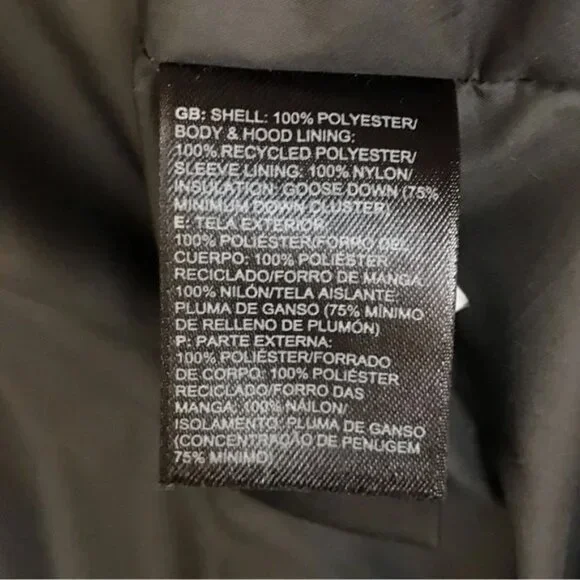 GB: SHELL: 100% POLYESTER/
BODY & HOOD LINING:
100% RECYCLED POLYESTER/
SLEEVE LINING: 100% NYLON/
INSULATION: GOOSE DOWN (75%
MINIMUM DOWN CLUSTER)
E: TELA EXTERIOR:
100% POLIÉSTER/FORRO DEL
CUERPO: 100% POLIÉSTER
RECICLADO/FORRO DE MANGA:
100% NILÓN/TELA AISLANTE:
PLUMA DE GANSO (75% MÍNIMO
DE RELLENO DE PLUMÓN)
P: PARTE EXTERNA:
100% POLIÉSTER/FORRADO
DE CORPO: 100% POLIÉSTER
RECICLADO/FORRO DAS
MANGA: 100% NÁILON/
ISOLAMENTO: PLUMA DE GANSO
(CONCENTRAÇÃO DE PENUGEM
75% MÍNIMO)